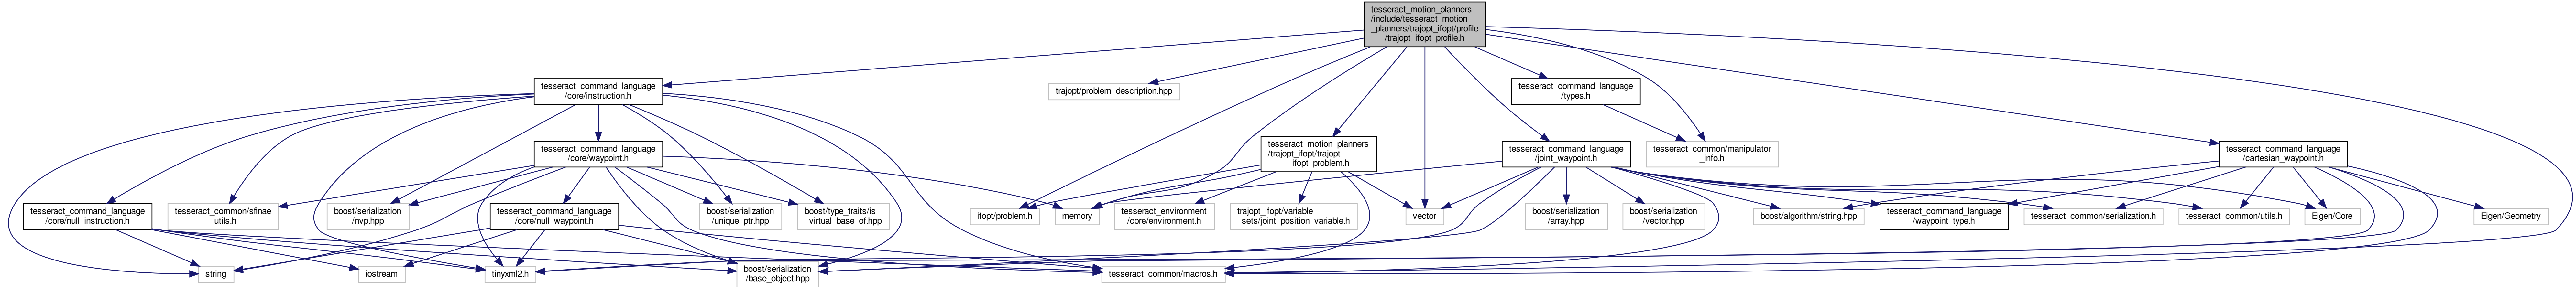 tesseract_motion_planners
/include/tesseract_motion
_planners/trajopt_ifopt/profile
/trajopt_ifopt_profile.h
tesseract_command_language
/core/instruction.h
trajopt/problem_description.hpp
tesseract_command_language
/types.h
tesseract_command_language
/core/waypoint.h
tesseract_motion_planners
/trajopt_ifopt/trajopt
_ifopt_problem.h
tesseract_command_language
/joint_waypoint.h
tesseract_common/manipulator
_info.h
tesseract_command_language
/cartesian_waypoint.h
tesseract_command_language
/core/null_instruction.h
tesseract_common/sfinae
_utils.h
boost/serialization
/nvp.hpp
tesseract_command_language
/core/null_waypoint.h
boost/serialization
/unique_ptr.hpp
boost/type_traits/is
_virtual_base_of.hpp
ifopt/problem.h
memory
tesseract_environment
/core/environment.h
trajopt_ifopt/variable
_sets/joint_position_variable.h
vector
boost/serialization
/array.hpp
boost/serialization
/vector.hpp
boost/algorithm/string.hpp
tesseract_command_language
/waypoint_type.h
tesseract_common/serialization.h
tesseract_common/utils.h
Eigen/Core
Eigen/Geometry
string
iostream
tinyxml2.h
boost/serialization
/base_object.hpp
tesseract_common/macros.h